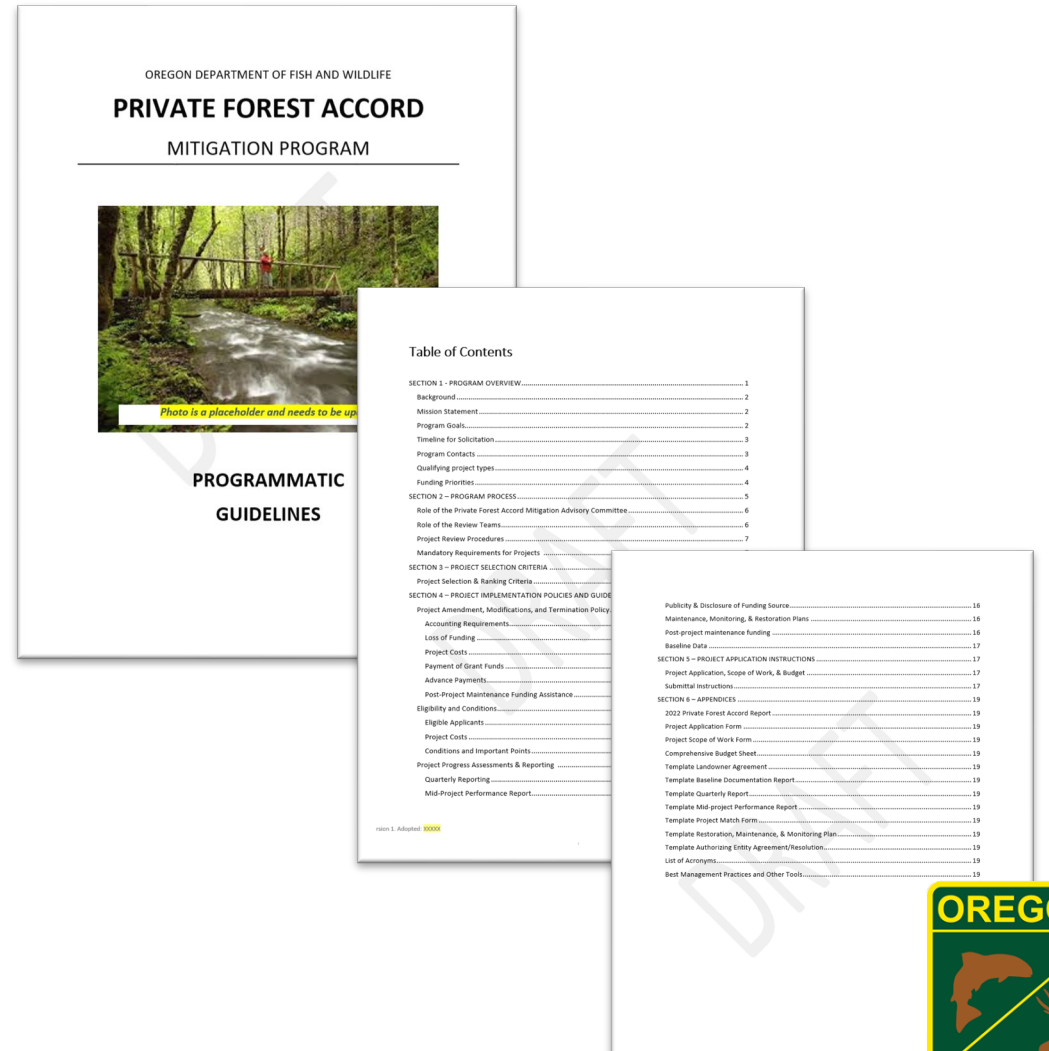 OREGON DEPARTMENT OF FISH AND WILDLIFE
PRIVATE FOREST ACCORD
MITIGATION PROGRAM
Photo is a placeholder and needs to be up
PROGRAMMATIC
GUIDELINES
DRAFT
Table of Contents
SECTION 1 - PROGRAM OVERVIEW 1
Background 2
Mission Statement 2
Program Goals 2
Timeline for Solicitation 3
Program Contacts 3
Qualifying project types 4
Funding Priorities 4
SECTION 2 – PROGRAM PROCESS 5
Role of the Private Forest Accord Mitigation Advisory Committee 6
Role of the Review Teams 6
Project Review Procedures 7
Mandatory Requirements for Projects
SECTION 3 – PROJECT SELECTION CRITERIA
Project Selection & Ranking Criteria
SECTION 4 – PROJECT IMPLEMENTATION POLICIES AND GUIDE
Project Amendment, Modifications, and Termination Policy
Accounting Requirements
Loss of Funding
Project Costs
Payment of Grant Funds
Advance Payments
Post-Project Maintenance Funding Assistance
Eligibility and Conditions
Eligible Applicants
Project Costs
Conditions and Important Points
Project Progress Assessments & Reporting
Quarterly Reporting
Mid-Project Performance Report
rsion 1. Adopted: XXXXX
DRAFT
Publicity & Disclosure of Funding Source 16
Maintenance, Monitoring, & Restoration Plans 16
Post-project maintenance funding 16
Baseline Data 17
SECTION 5 – PROJECT APPLICATION INSTRUCTIONS 17
Project Application, Scope of Work, & Budget 17
Submittal Instructions 17
SECTION 6 – APPENDICES 19
2022 Private Forest Accord Report 19
Project Application Form 19
Project Scope of Work Form 19
Comprehensive Budget Sheet 19
Template Landowner Agreement 19
Template Baseline Documentation Report 19
Template Quarterly Report 19
Template Mid-project Performance Report 19
Template Project Match Form 19
Template Restoration, Maintenance, & Monitoring Plan 19
Template Authorizing Entity Agreement/Resolution 19
List of Acronyms 19
Best Management Practices and Other Tools 19
DRAFT
OREGO